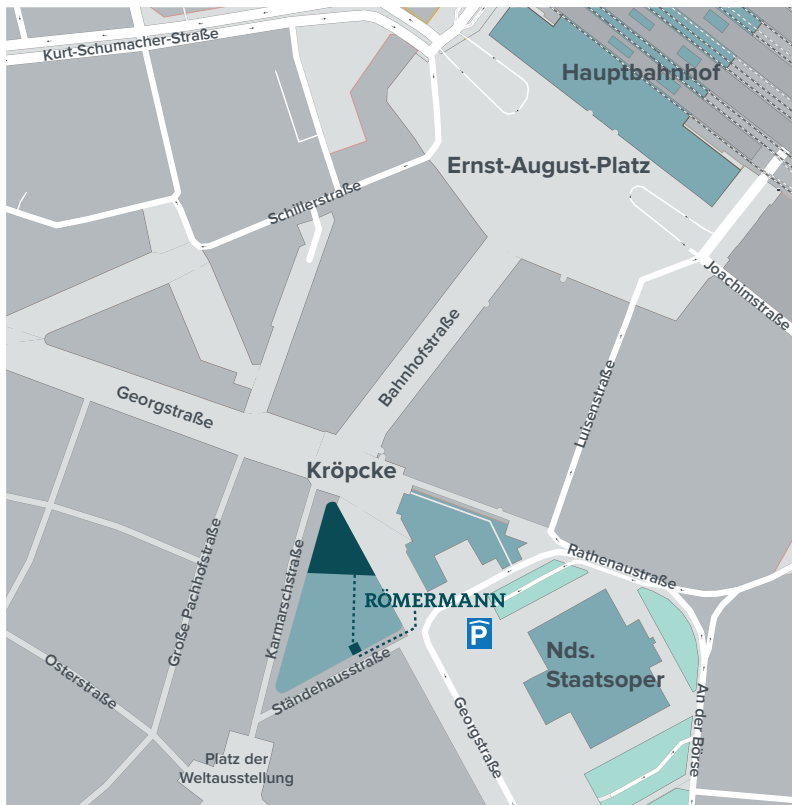 Kurt-Schumacher-Straße
Hauptbahnhof
Ernst-August-Platz
Schillerstraße
Joachimstraße
Bahnhofstraße
Georgstraße
Luisenstraße
Kröpcke
Große Packhofstraße
Karmarschstraße
Rathenaustraße
RÖMERMANN
P
Nds.
Staatsoper
Osterstraße
Ständehausstraße
Georgstraße
An der Börse
Platz der
Weltausstellung